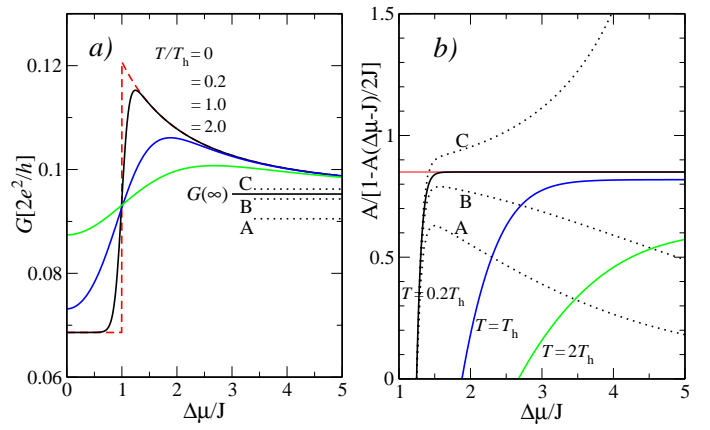 a)
T/T_h = 0
= 0.2
= 1.0
= 2.0
G[2e²/h]
0.12
0.1
0.08
0.06
C
G(∞)
B
A
0 1 2 3 4 5
Δμ/J
b)
A/[1-A(Δμ-J)/2J]
1.5
1
0.5
0
C
B
A
T = 0.2T_h
T = T_h
T = 2T_h
1 2 3 4 5
Δμ/J